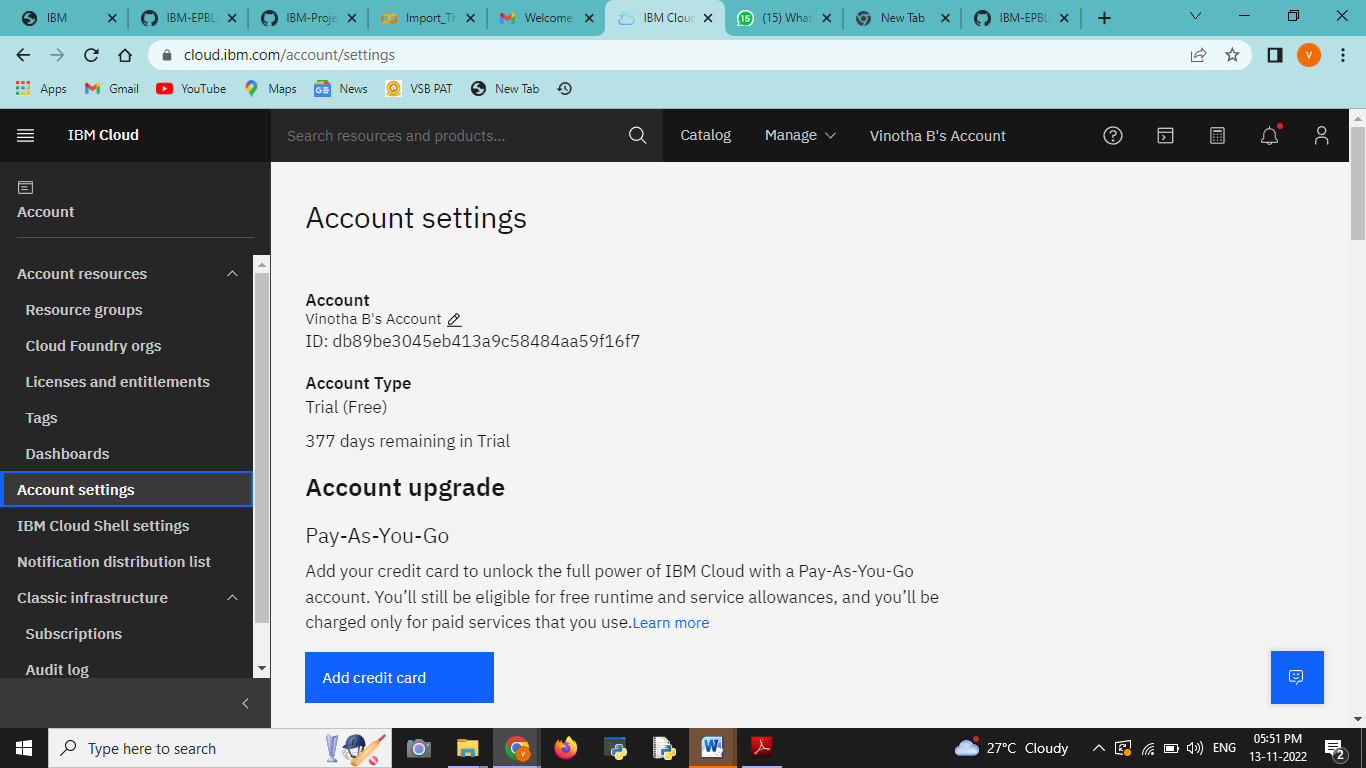 IBM
IBM-EPBL
IBM-Proje
Import_Th
Welcome
IBM Cloud
(15) What
New Tab
IBM-EPBL
cloud.ibm.com/account/settings
V
Apps
Gmail
YouTube
Maps
News
VSB PAT
New Tab
IBM Cloud
Search resources and products...
Catalog
Manage
Vinotha B's Account
Account
Account resources
Resource groups
Cloud Foundry orgs
Licenses and entitlements
Tags
Dashboards
Account settings
IBM Cloud Shell settings
Notification distribution list
Classic infrastructure
Subscriptions
Audit log
Account settings
Account
Vinotha B's Account
ID: db89be3045eb413a9c58484aa59f16f7
Account Type
Trial (Free)
377 days remaining in Trial
Account upgrade
Pay-As-You-Go
Add your credit card to unlock the full power of IBM Cloud with a Pay-As-You-Go
account. You’ll still be eligible for free runtime and service allowances, and you’ll be
charged only for paid services that you use.Learn more
Add credit card
Type here to search
27°C Cloudy
ENG
05:51 PM
13-11-2022
2